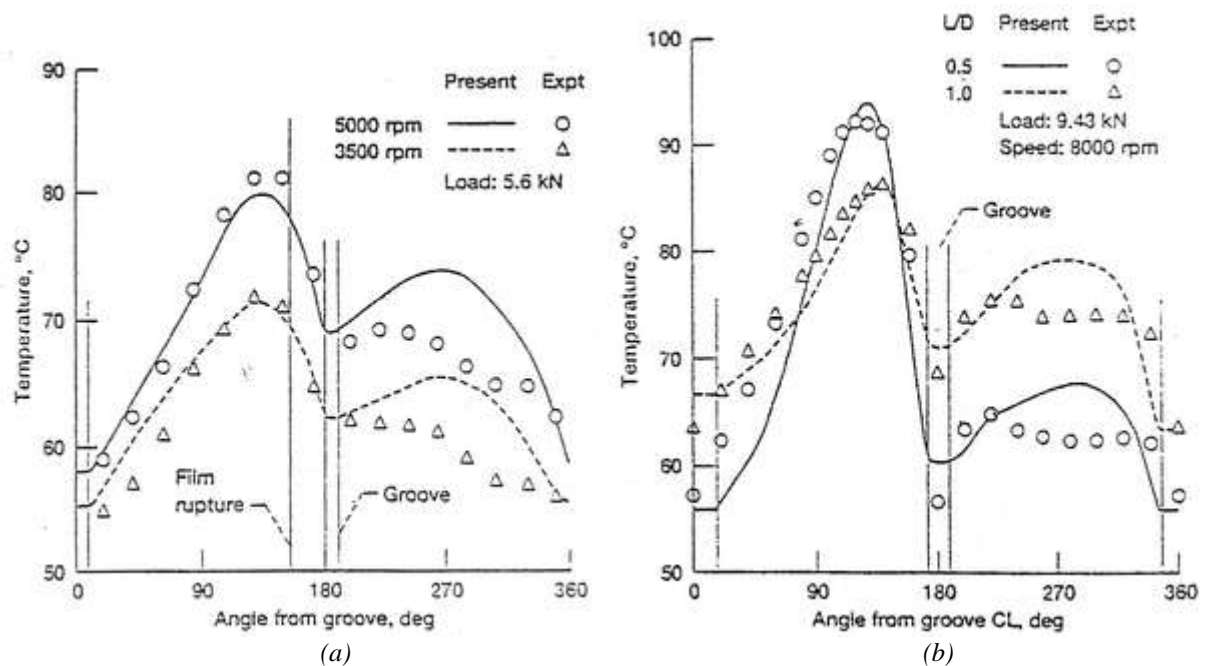 90
80
70
60
50
Temperature, °C
Present Expt
5000 rpm
3500 rpm
Load: 5.6 kN
Film
rupture
Groove
0 90 180 270 360
Angle from groove, deg
(a)
100
90
80
70
60
50
Temperature, °C
L/D Present Expt
0.5
1.0
Load: 9.43 kN
Speed: 8000 rpm
Groove
0 90 180 270 360
Angle from groove CL, deg
(b)